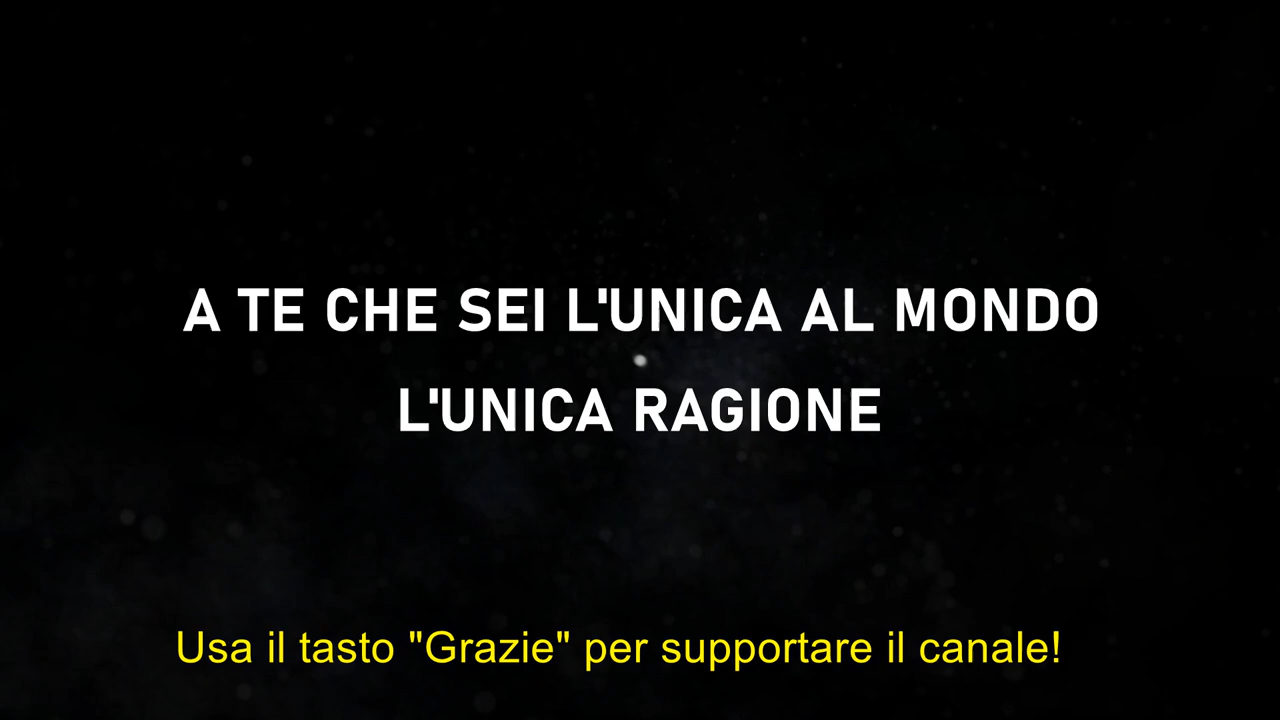 A TE CHE SEI L'UNICA AL MONDO
L'UNICA RAGIONE
Usa il tasto "Grazie" per supportare il canale!